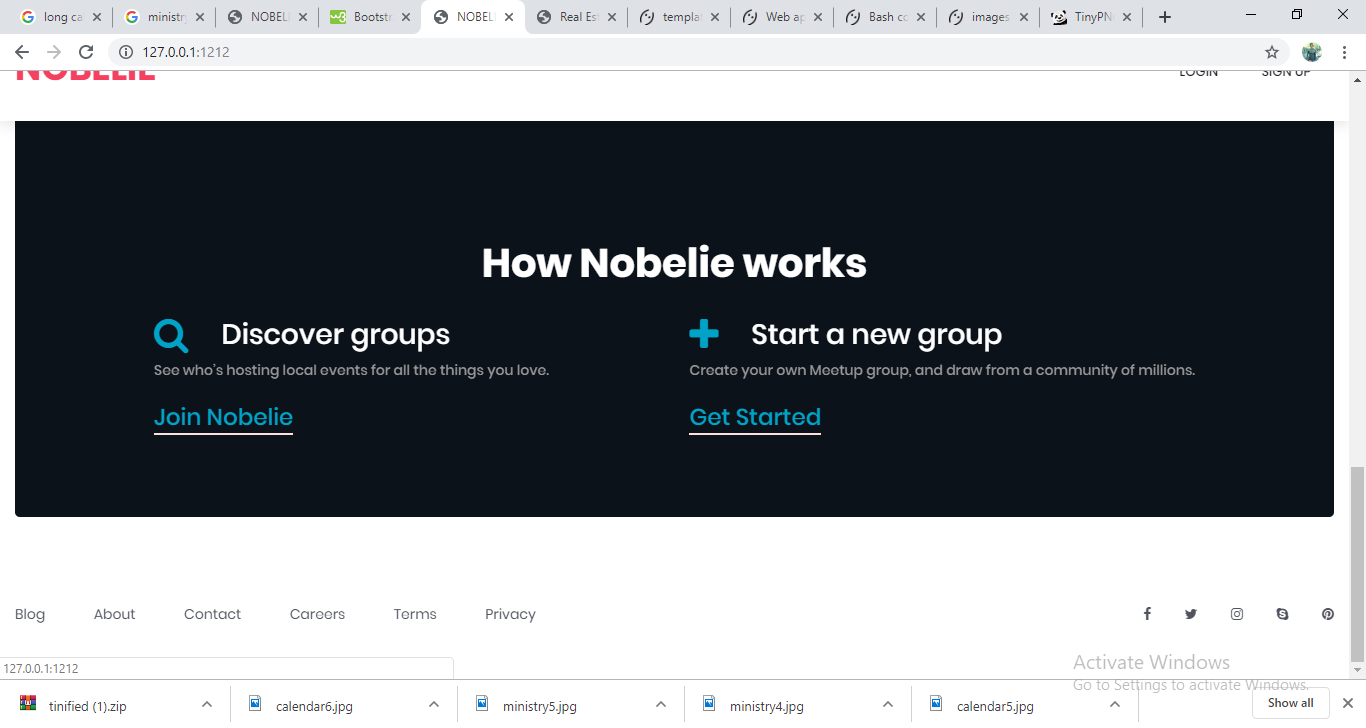 long ca
ministry
NOBEL
Bootstr
NOBEL
Real Est
templat
Web ap
Bash co
images
TinyPN
127.0.0.1:1212
NOBELIE
LOGIN
SIGN UP
How Nobelie works
Discover groups
Start a new group
See who's hosting local events for all the things you love.
Create your own Meetup group, and draw from a community of millions.
Join Nobelie
Get Started
Blog
About
Contact
Careers
Terms
Privacy
127.0.0.1:1212
Activate Windows
Go to Settings to activate Windows.
tinified (1).zip
calendar6.jpg
ministry5.jpg
ministry4.jpg
calendar5.jpg
Show all